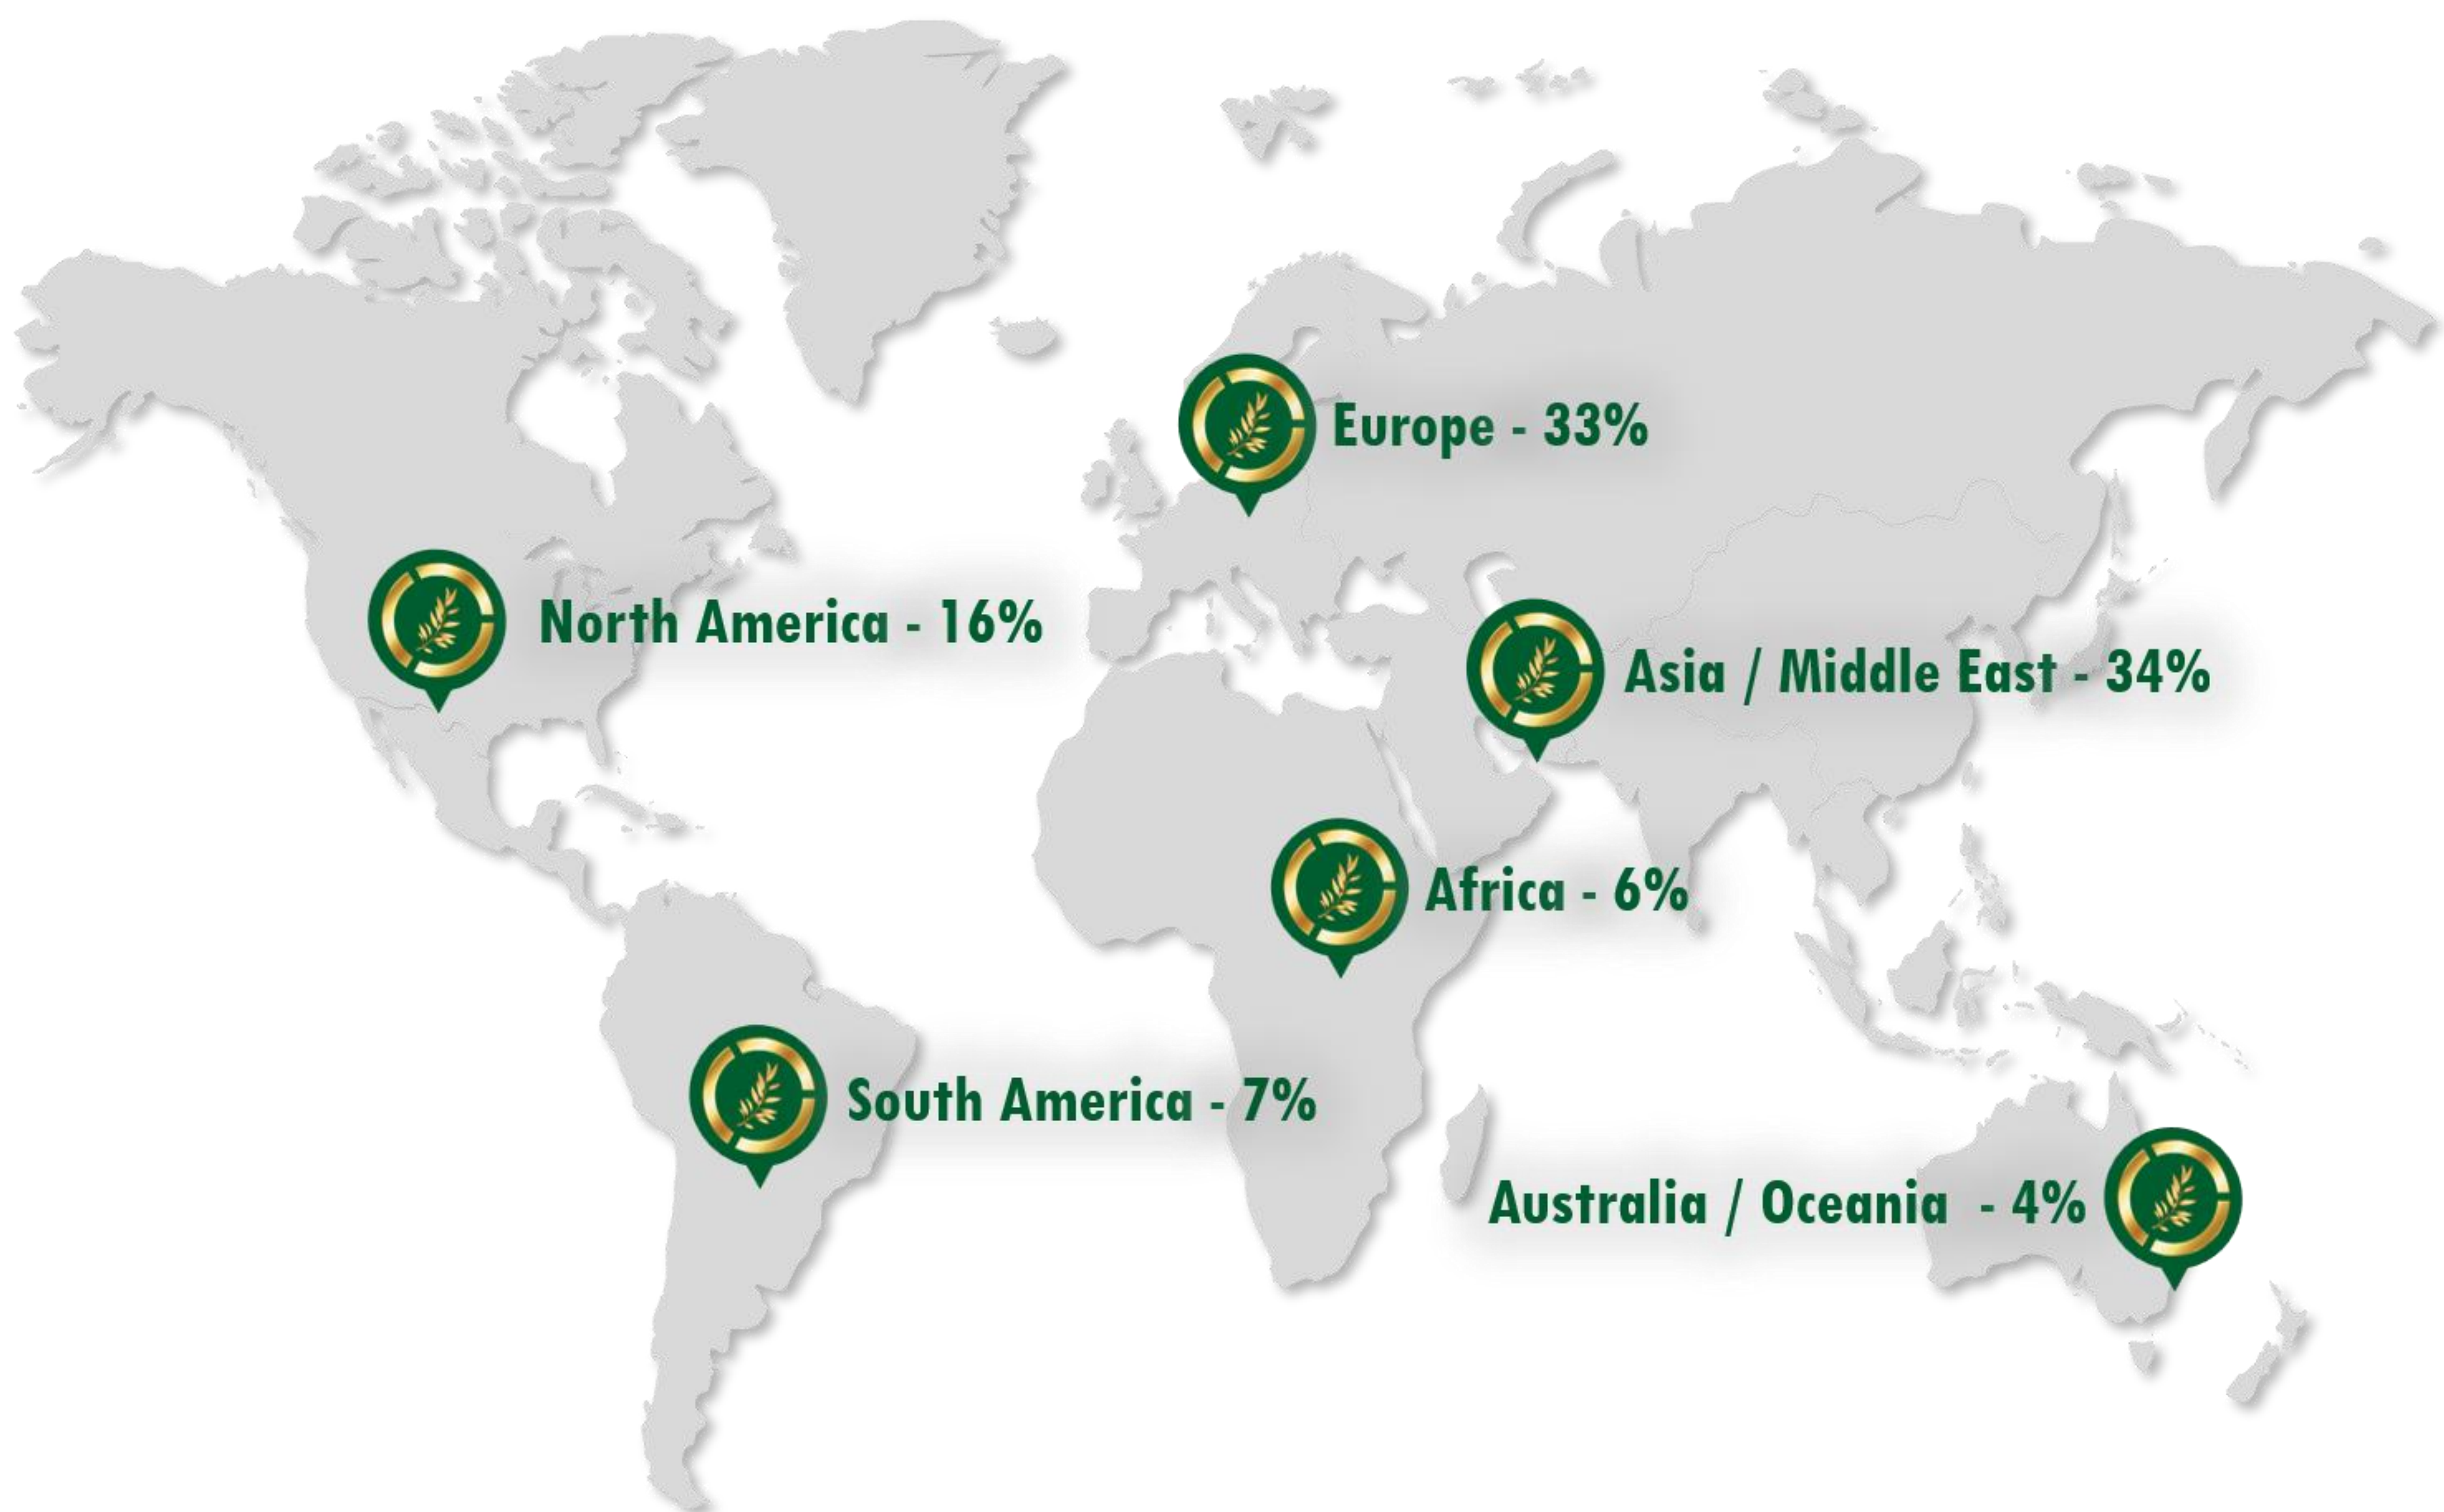 Europe - 33%
North America - 16%
Asia / Middle East - 34%
Africa - 6%
South America - 7%
Australia / Oceania - 4%